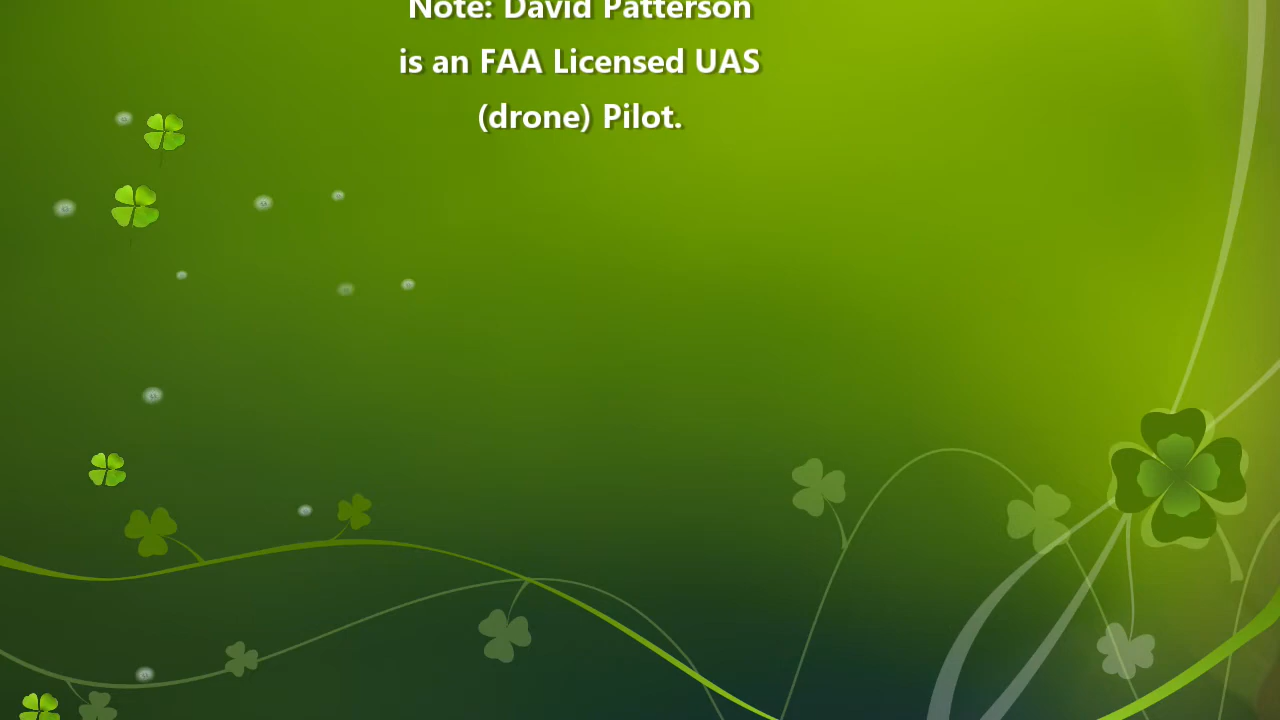 Note: David Patterson
is an FAA Licensed UAS
(drone) Pilot.